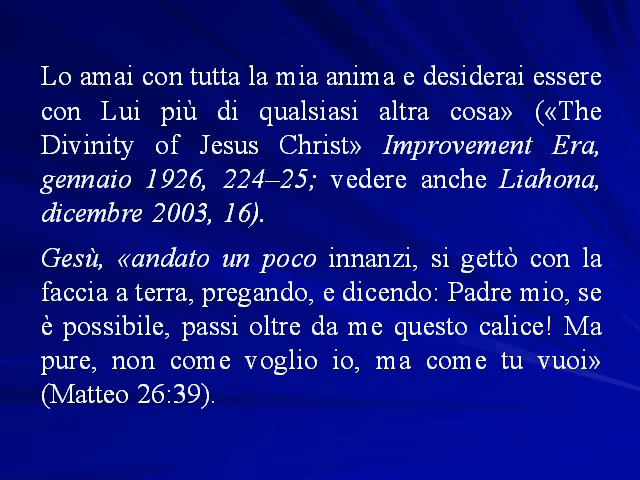 Lo amai con tutta la mia anima e desiderai essere
con Lui più di qualsiasi altra cosa» («The
Divinity of Jesus Christ» Improvement Era,
gennaio 1926, 224–25; vedere anche Liahona,
dicembre 2003, 16).
Gesù, «andato un poco innanzi, si gettò con la
faccia a terra, pregando, e dicendo: Padre mio, se
è possibile, passi oltre da me questo calice! Ma
pure, non come voglio io, ma come tu vuoi»
(Matteo 26:39).